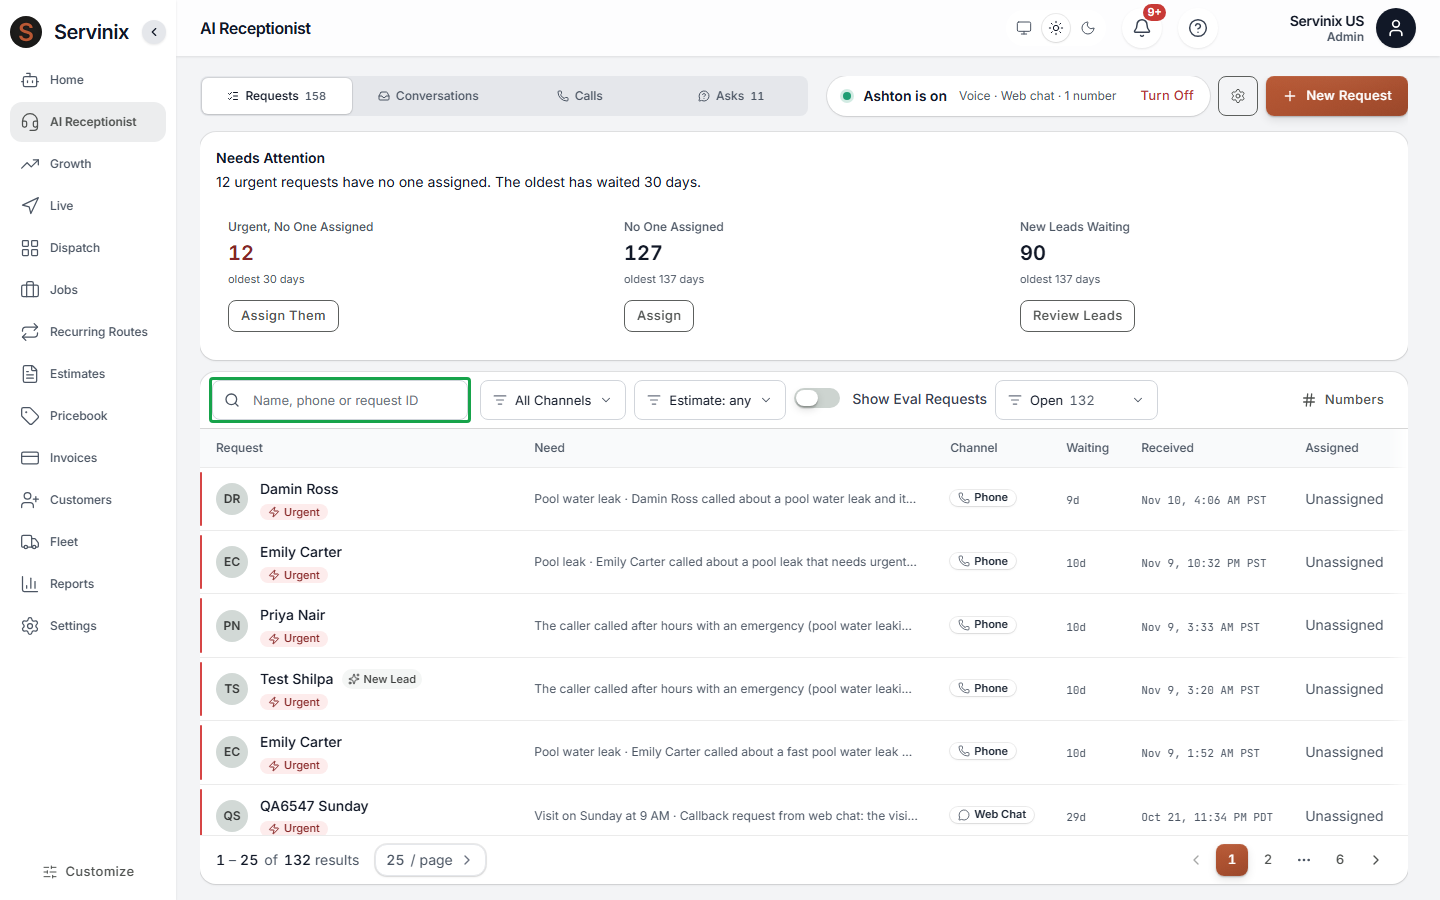 S Servinix
AI Receptionist
9+
Servinix US
Admin
Home
AI Receptionist
Growth
Live
Dispatch
Jobs
Recurring Routes
Estimates
Pricebook
Invoices
Customers
Fleet
Reports
Settings
Customize
Requests 158
Conversations
Calls
Asks 11
Ashton is on Voice · Web chat · 1 number Turn Off
+ New Request
Needs Attention
12 urgent requests have no one assigned. The oldest has waited 30 days.
Urgent, No One Assigned
12
oldest 30 days
Assign Them
No One Assigned
127
oldest 137 days
Assign
New Leads Waiting
90
oldest 137 days
Review Leads
Name, phone or request ID
All Channels
Estimate: any
Show Eval Requests
Open 132
# Numbers
Request Need Channel Waiting Received Assigned
DR Damin Ross Pool water leak · Damin Ross called about a pool water leak and it... Phone 9d Nov 10, 4:06 AM PST Unassigned
Urgent
EC Emily Carter Pool leak · Emily Carter called about a pool leak that needs urgent... Phone 10d Nov 9, 10:32 PM PST Unassigned
Urgent
PN Priya Nair The caller called after hours with an emergency (pool water leaki... Phone 10d Nov 9, 3:33 AM PST Unassigned
Urgent
TS Test Shilpa New Lead The caller called after hours with an emergency (pool water leaki... Phone 10d Nov 9, 3:20 AM PST Unassigned
Urgent
EC Emily Carter Pool water leak · Emily Carter called about a fast pool water leak ... Phone 10d Nov 9, 1:52 AM PST Unassigned
Urgent
QS QA6547 Sunday Visit on Sunday at 9 AM · Callback request from web chat: the visi... Web Chat 29d Oct 21, 11:34 PM PDT Unassigned
Urgent
1 – 25 of 132 results 25 / page
1 2 ... 6